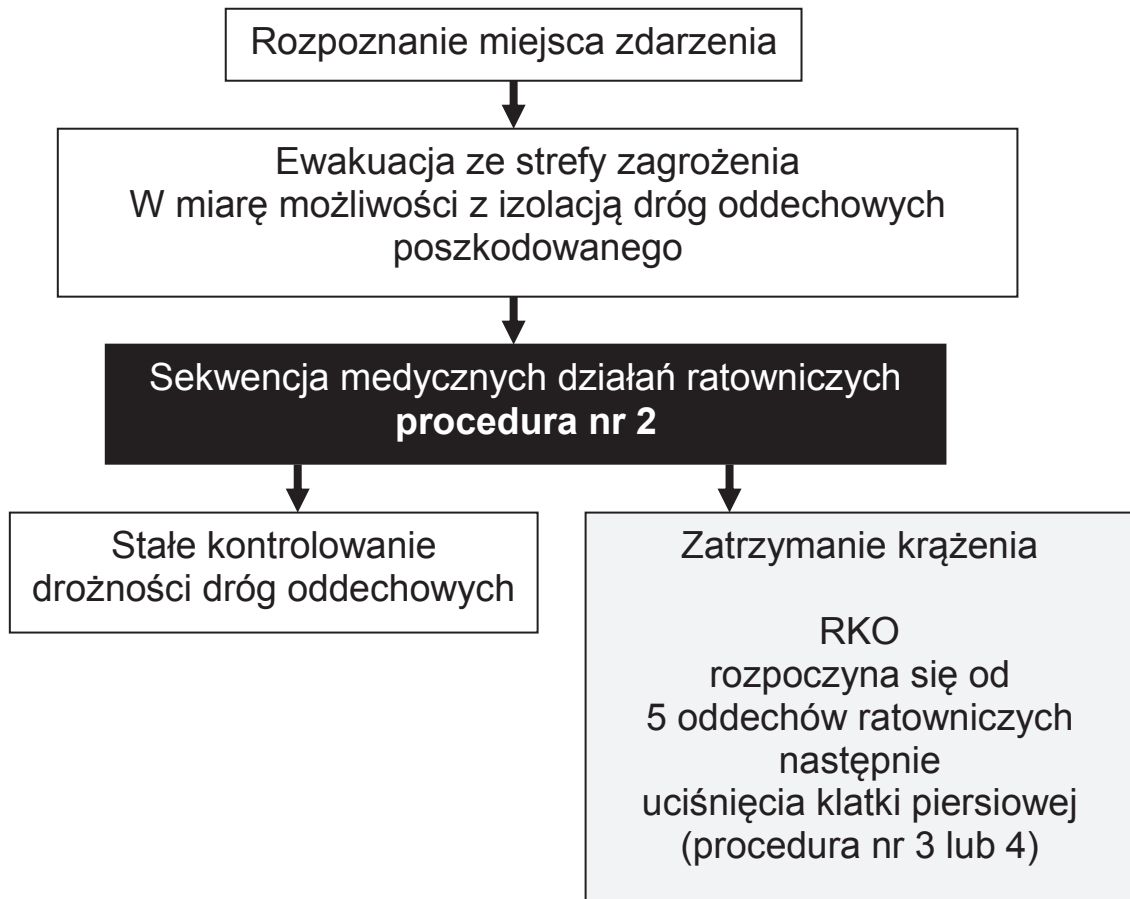 Rozpoznanie miejsca zdarzenia
Ewakuacja ze strefy zagrożenia
W miarę możliwości z izolacją dróg oddechowych
poszkodowanego
Sekwencja medycznych działań ratowniczych
procedura nr 2
Stałe kontrolowanie
drożności dróg oddechowych
Zatrzymanie krążenia
RKO
rozpoczyna się od
5 oddechów ratowniczych
następnie
uciśnięcia klatki piersiowej
(procedura nr 3 lub 4)